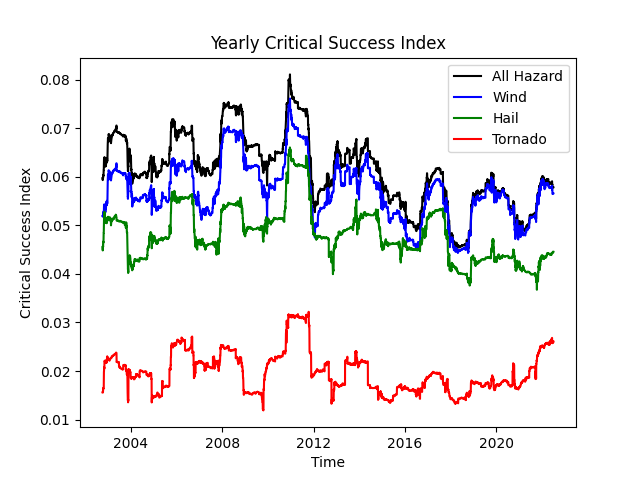 Yearly Critical Success Index
All Hazard
Wind
Hail
Tornado
0.08
0.07
0.06
0.05
0.04
0.03
0.02
0.01
Critical Success Index
2004 2008 2012 2016 2020
Time